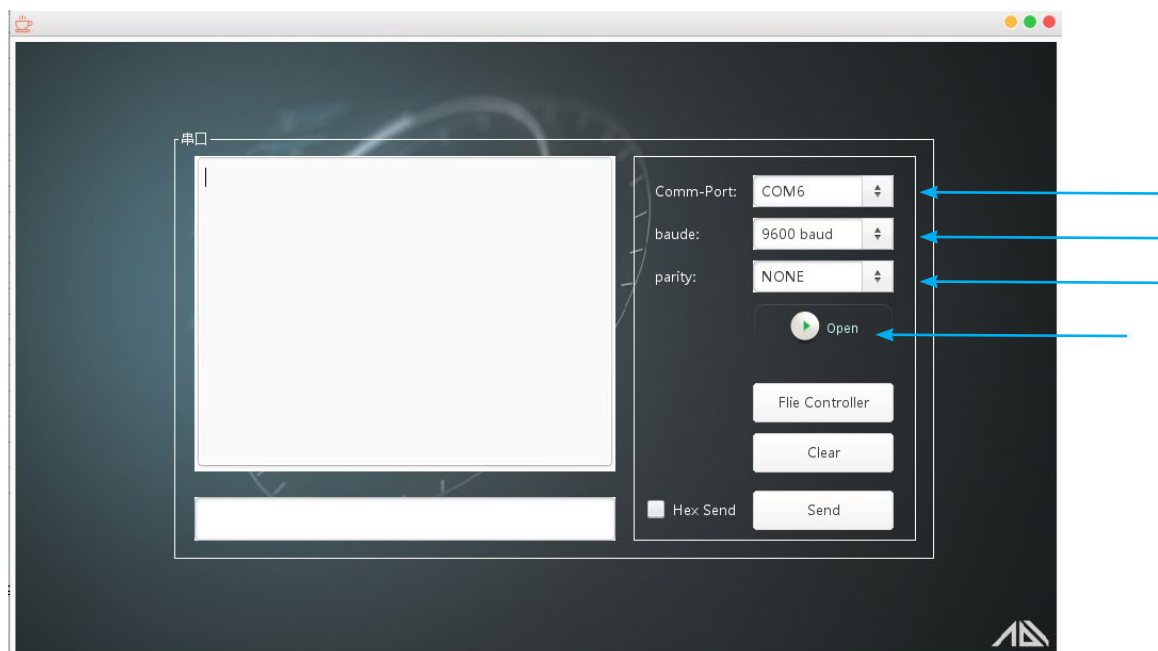 串口
Comm-Port: COM6
baude: 9600 baud
parity: NONE
Open
Flie Controller
Clear
Hex Send Send